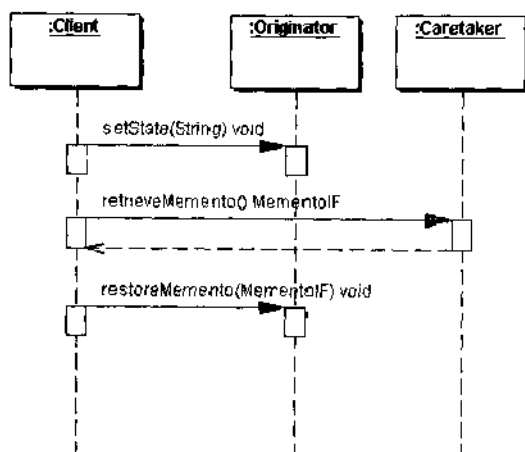 :Client
:Originator
:Caretaker
setState(String) void
retrieveMemento() MementoIF
restoreMemento(MementoIF) void